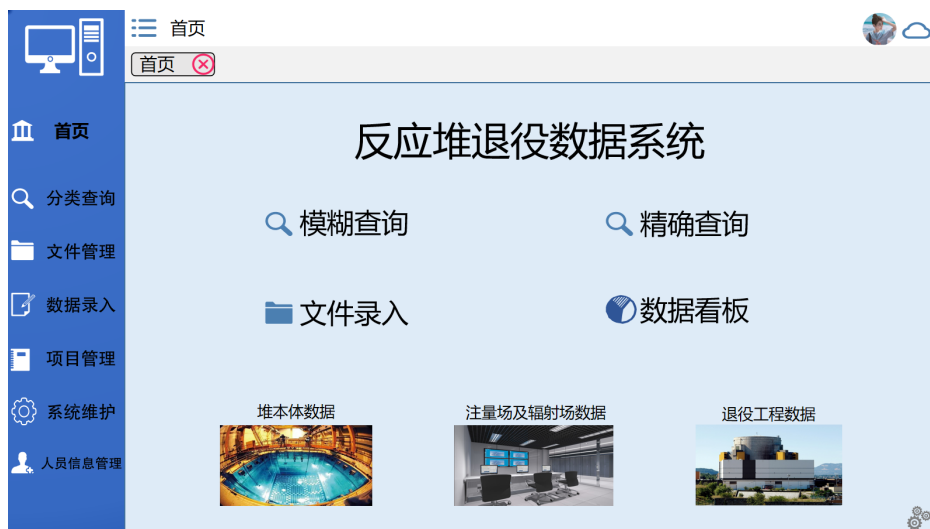 首页
首页
首页
分类查询
文件管理
数据录入
项目管理
系统维护
人员信息管理
反应堆退役数据系统
模糊查询
精确查询
文件录入
数据看板
堆本体数据
注量场及辐射场数据
退役工程数据